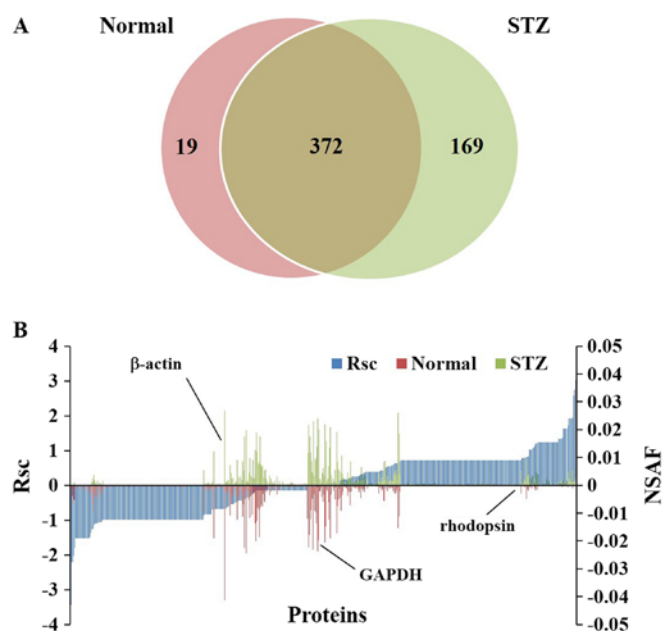 A
Normal
STZ
19
372
169
B
4
3
2
1
0
-1
-2
-3
-4
Rsc
β-actin
Rsc Normal STZ
rhodopsin
GAPDH
Proteins
0.05
0.04
0.03
0.02
0.01
0
-0.01
-0.02
-0.03
-0.04
-0.05
NSAF